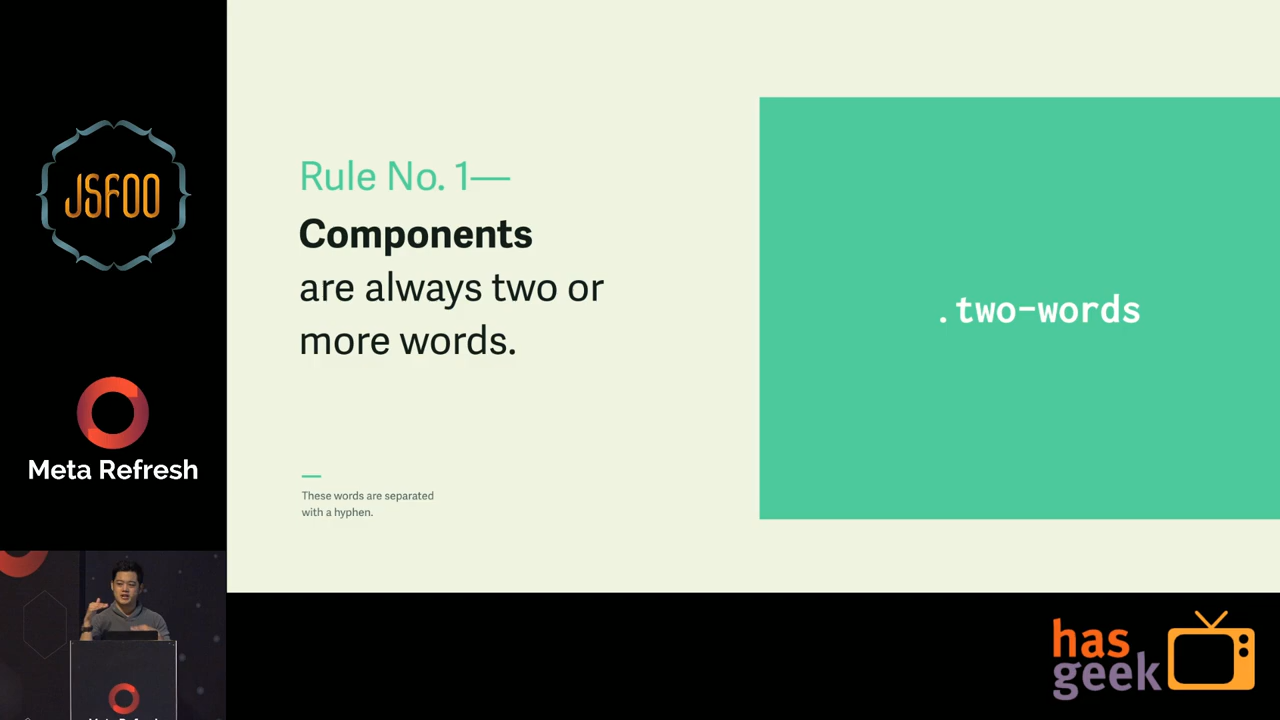 JSFOO
Meta Refresh
Rule No. 1—
Components
are always two or
more words.
These words are separated
with a hyphen.
.two-words
has
geek